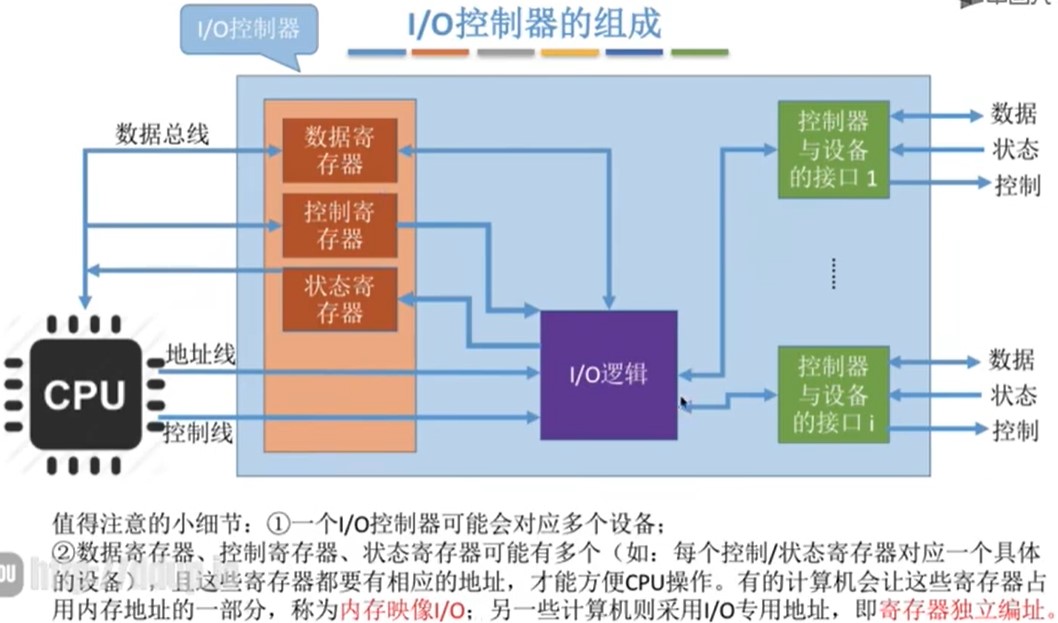 I/O控制器
I/O控制器的组成
数据总线
数据寄
存器
控制寄
存器
状态寄
存器
地址线
控制线
CPU
I/O逻辑
控制器
与设备
的接口 1
数据
状态
控制
控制器
与设备
的接口 i
数据
状态
控制
值得注意的小细节：①一个I/O控制器可能会对应多个设备；
②数据寄存器、控制寄存器、状态寄存器可能有多个（如：每个控制/状态寄存器对应一个具体
的设备），且这些寄存器都要有相应的地址，才能方便CPU操作。有的计算机会让这些寄存器占
用内存地址的一部分，称为内存映像I/O；另一些计算机则采用I/O专用地址，即寄存器独立编址。